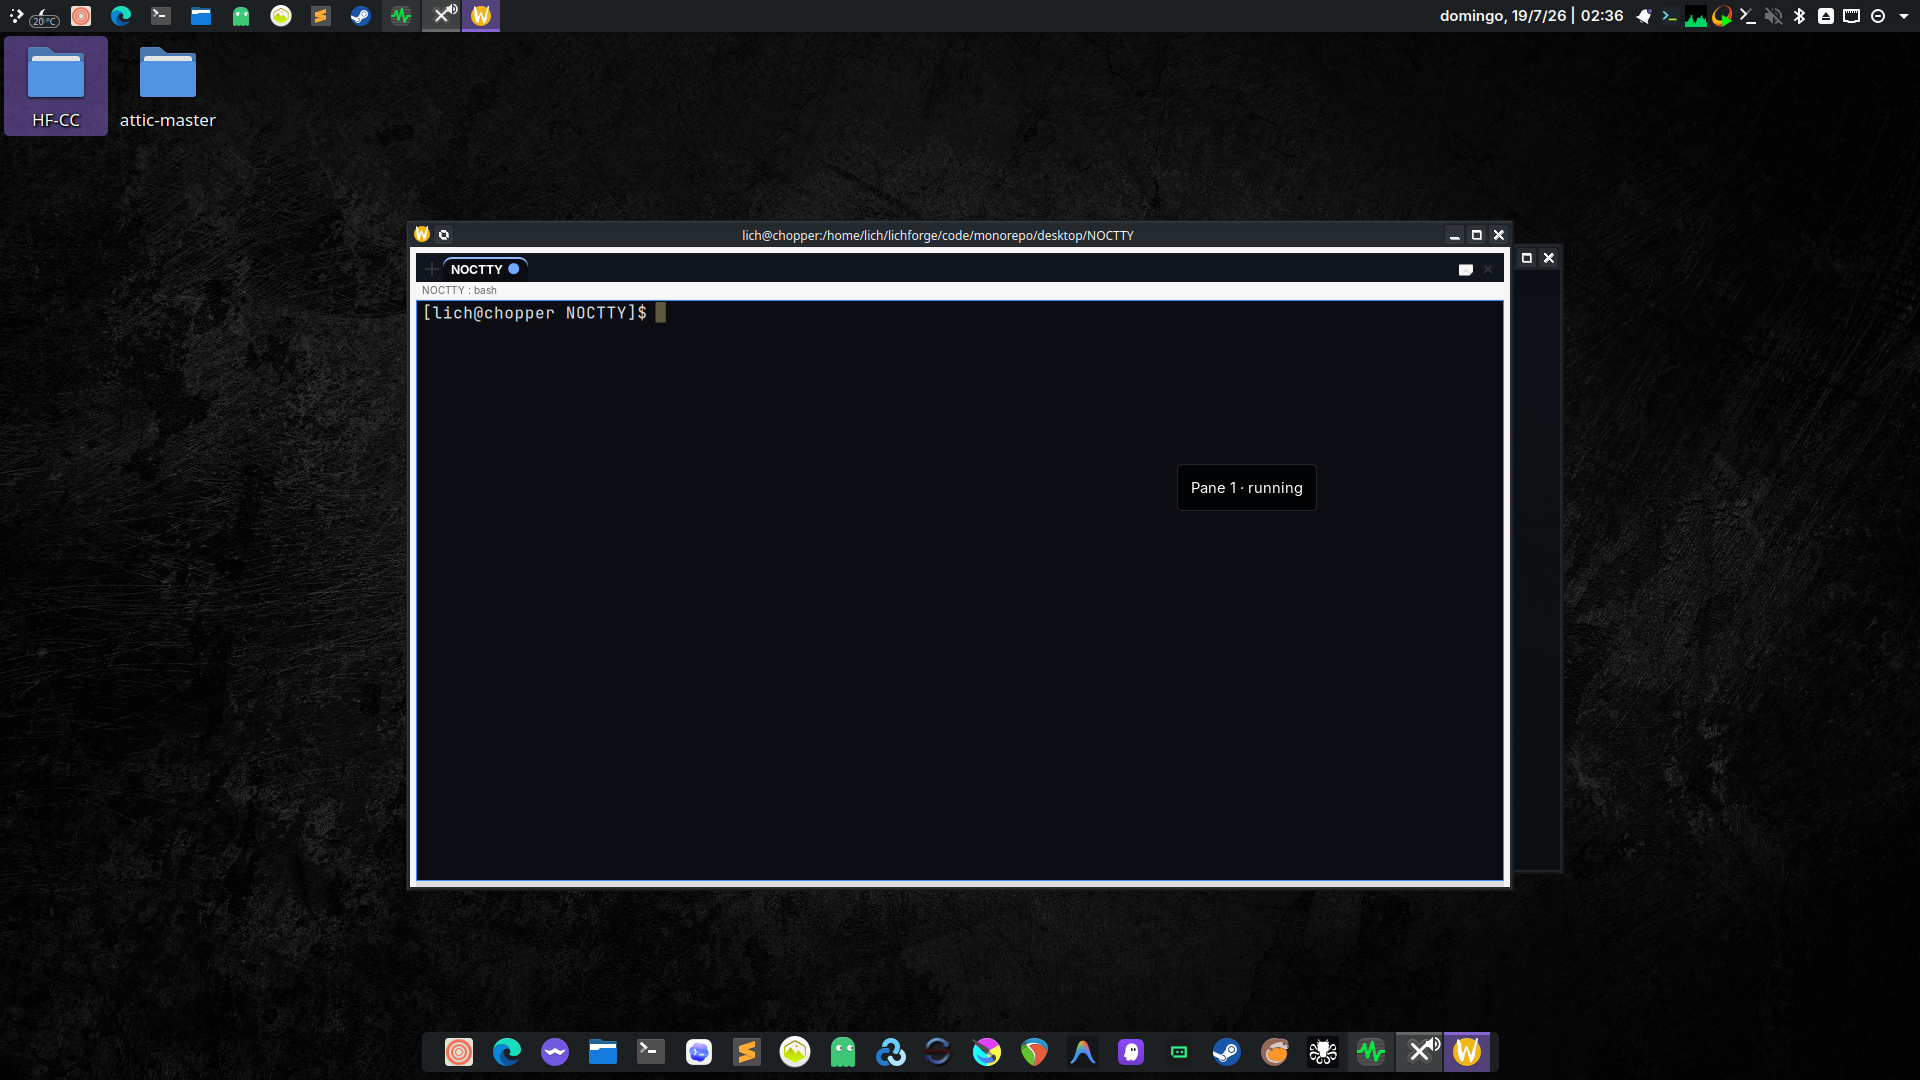 20 °C
domingo, 19/7/26 | 02:36
HF-CC
attic-master
lich@chopper:/home/lich/lichforge/code/monorepo/desktop/NOCTTY
NOCTTY
NOCTTY : bash
[lich@chopper NOCTTY]$
Pane 1 · running